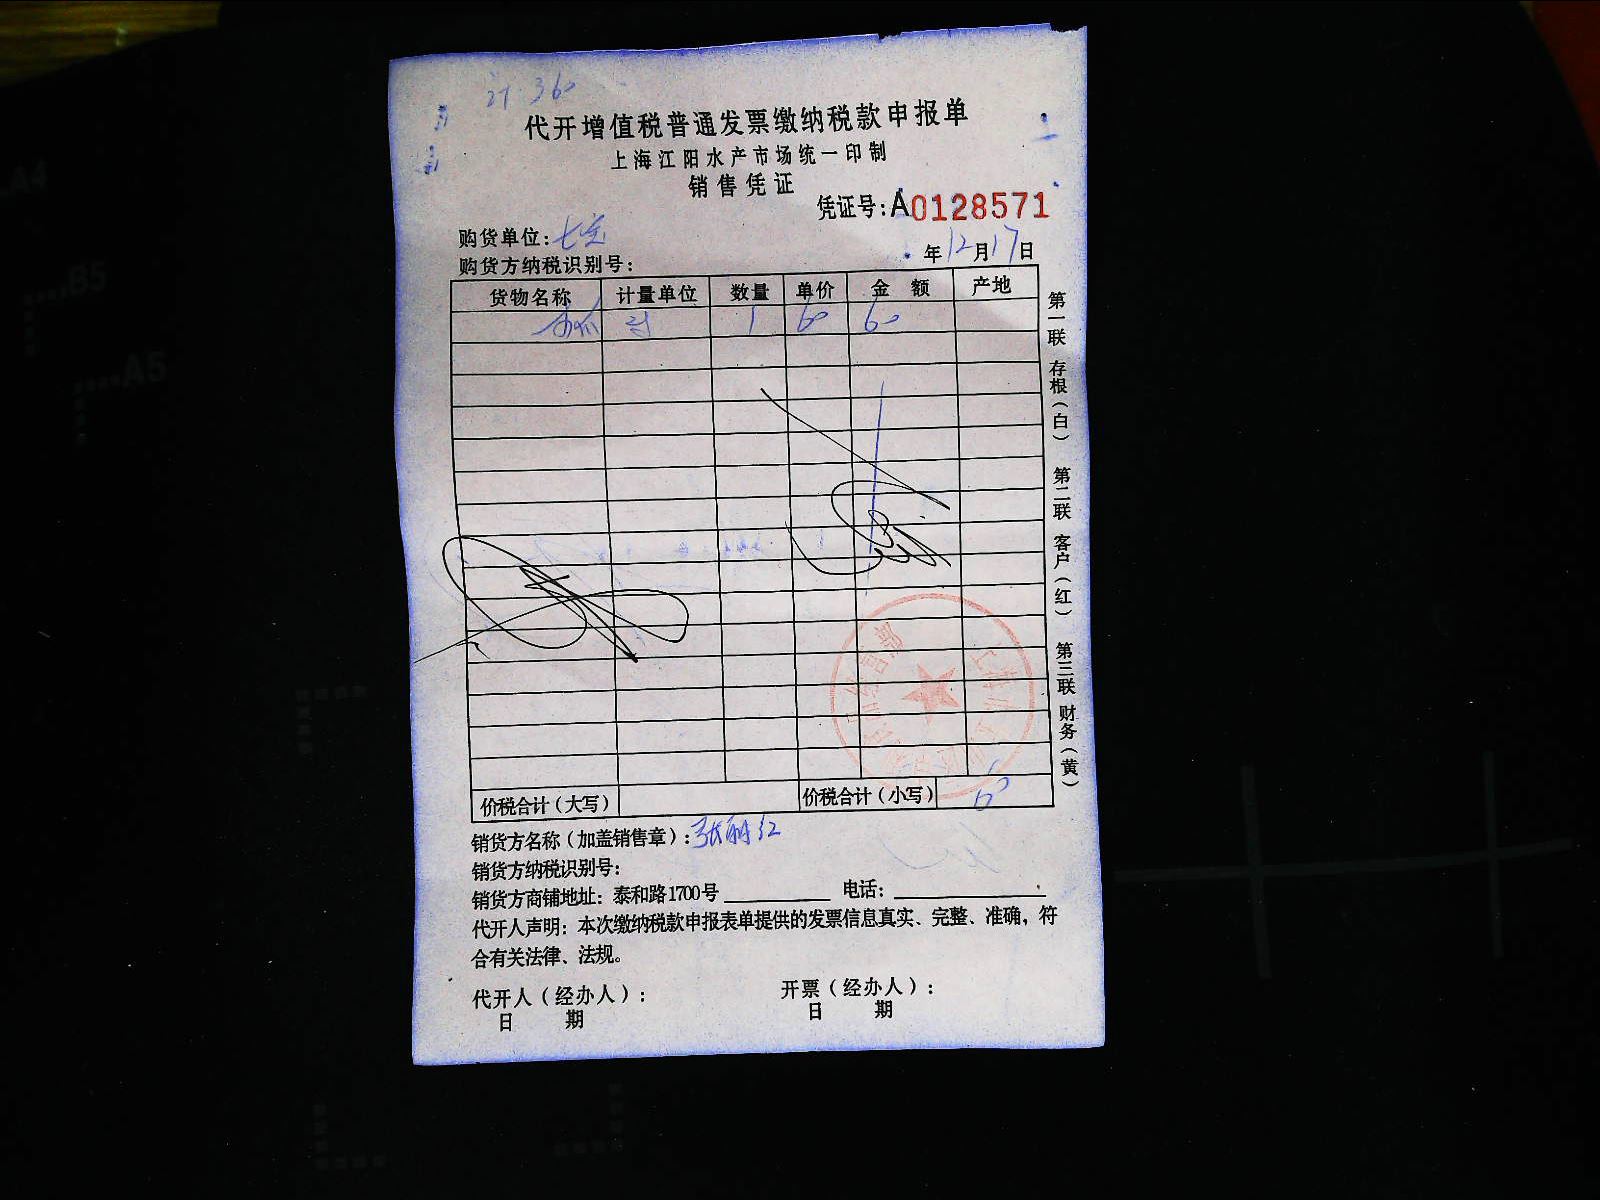 360
代开增值税普通发票缴纳税款申报单
上海江阳水产市场统一印制
销售凭证
凭证号:A0128571
购货单位:七宝
年12月17日
购货方纳税识别号:
货物名称 计量单位 数量 单价 金额 产地
1 60 60
价税合计(大写) 价税合计(小写) 60
销货方名称(加盖销售章):张丽红
销货方纳税识别号:
销货方商铺地址: 泰和路1700号 电话:
代开人声明: 本次缴纳税款申报表单提供的发票信息真实、完整、准确, 符
合有关法律、法规。
代开人(经办人): 开票(经办人):
日期 日期
第一联 存根(白) 第二联 客户(红) 第三联 财务(黄)
A4
B5
A5